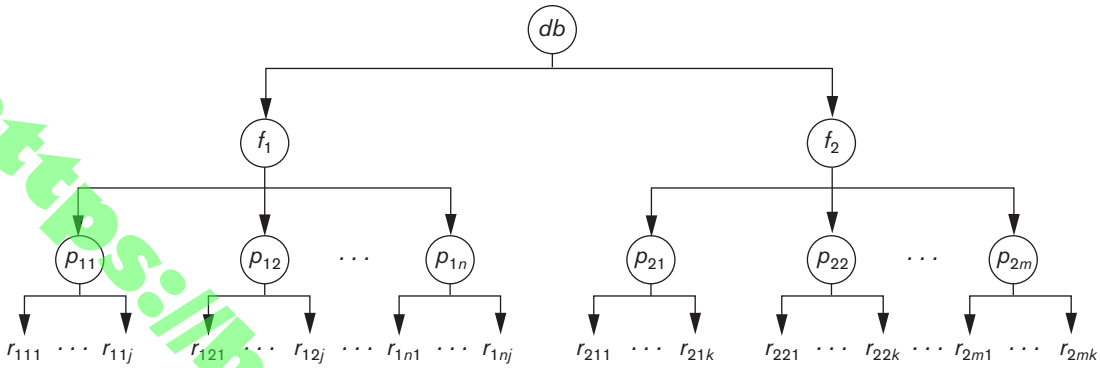 db
f₁ f₂
p₁₁ p₁₂ ... p₁ₙ p₂₁ p₂₂ ... p₂ₘ
r₁₁₁ ... r₁₁ⱼ r₁₂₁ ... r₁₂ⱼ ... r₁ₙ₁ ... r₁ₙⱼ r₂₁₁ ... r₂₁ₖ r₂₂₁ ... r₂₂ₖ ... r₂ₘ₁ ... r₂ₘₖ
ttps://h